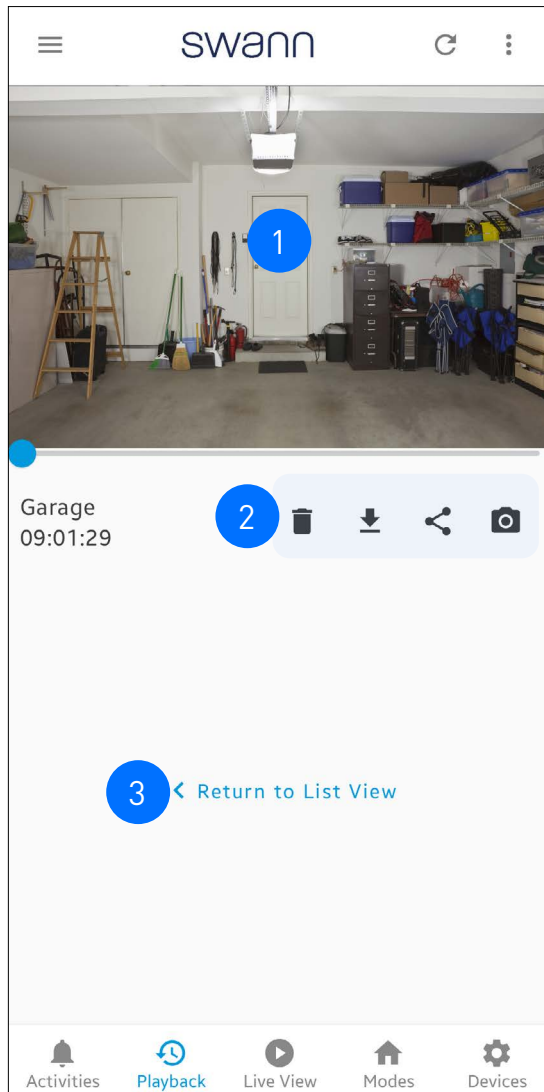 swann
1
Garage
2
09:01:29
3
Return to List View
Activities
Playback
Live View
Modes
Devices